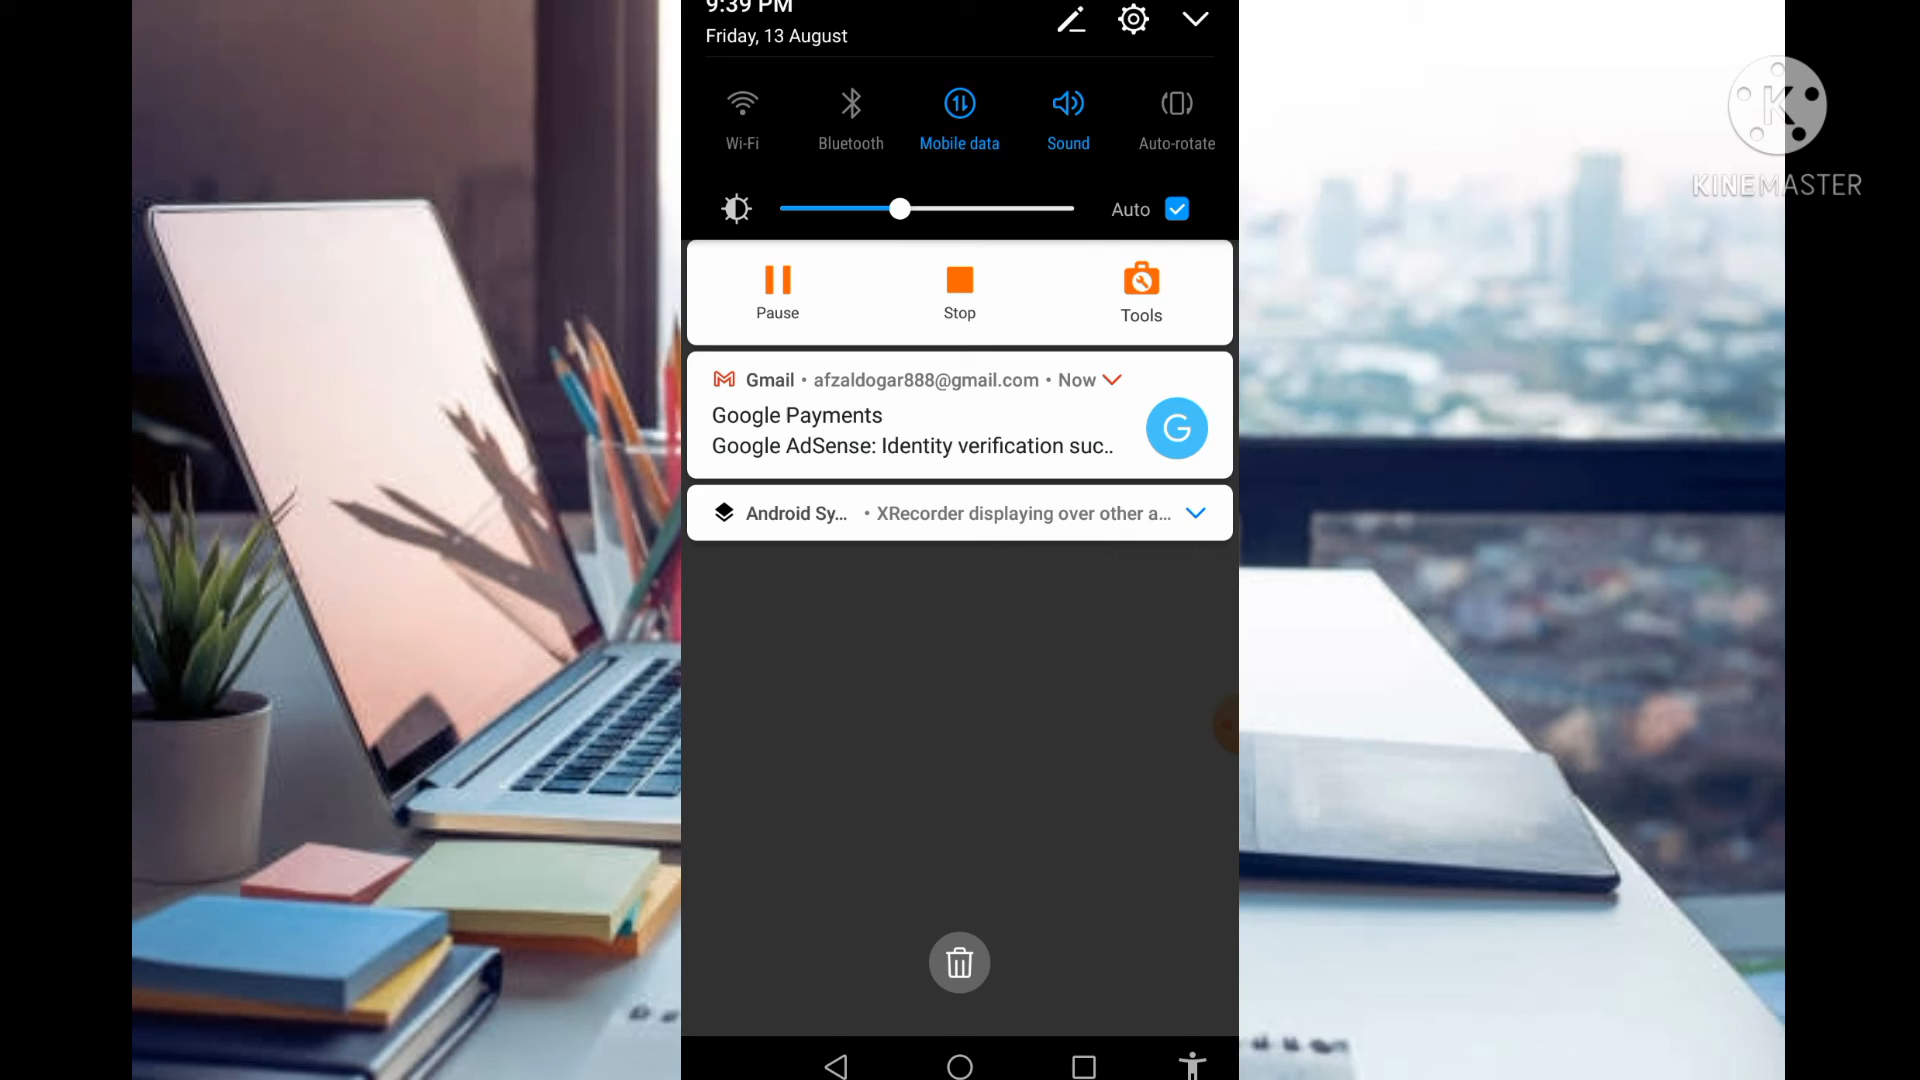 9:39 PM
Friday, 13 August
Wi-Fi
Bluetooth
Mobile data
Sound
Auto-rotate
Auto
Pause
Stop
Tools
Gmail • afzaldogar888@gmail.com • Now
Google Payments
G
Google AdSense: Identity verification suc..
Android Sy... • XRecorder displaying over other a...
K
KINEMASTER